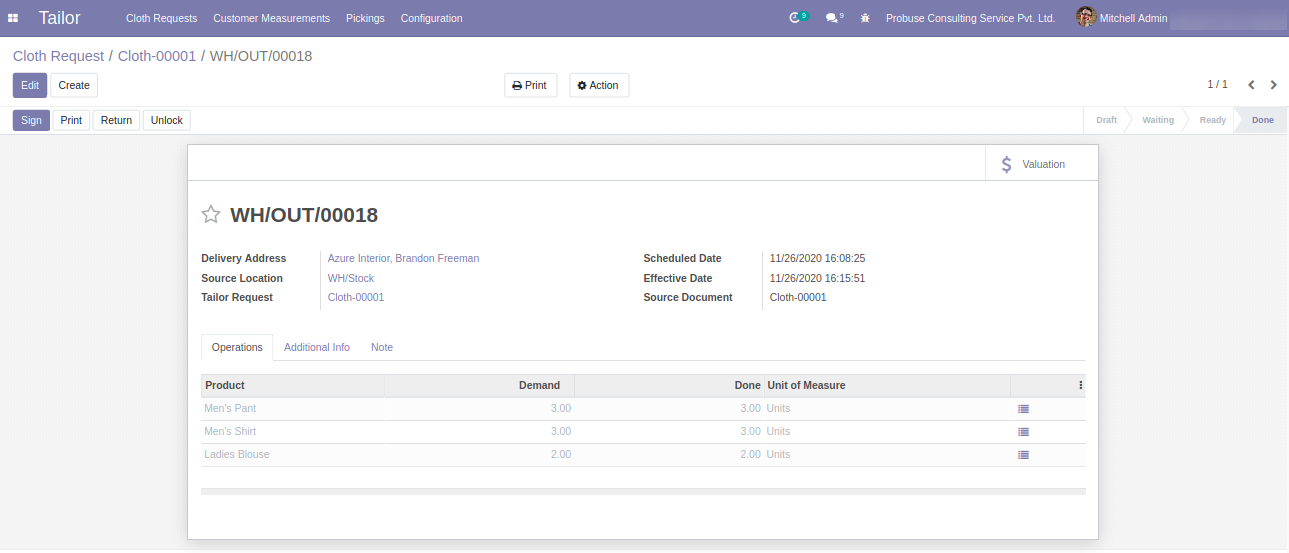 Tailor Cloth Requests Customer Measurements Pickings Configuration 9 9 Probuse Consulting Service Pvt. Ltd. Mitchell Admin
Cloth Request / Cloth-00001 / WH/OUT/00018
Edit Create Print Action 1 / 1
Sign Print Return Unlock Draft Waiting Ready Done
$ Valuation
WH/OUT/00018
Delivery Address Azure Interior, Brandon Freeman Scheduled Date 11/26/2020 16:08:25
Source Location WH/Stock Effective Date 11/26/2020 16:15:51
Tailor Request Cloth-00001 Source Document Cloth-00001
Operations Additional Info Note
Product Demand Done Unit of Measure
Men's Pant 3.00 3.00 Units
Men's Shirt 3.00 3.00 Units
Ladies Blouse 2.00 2.00 Units